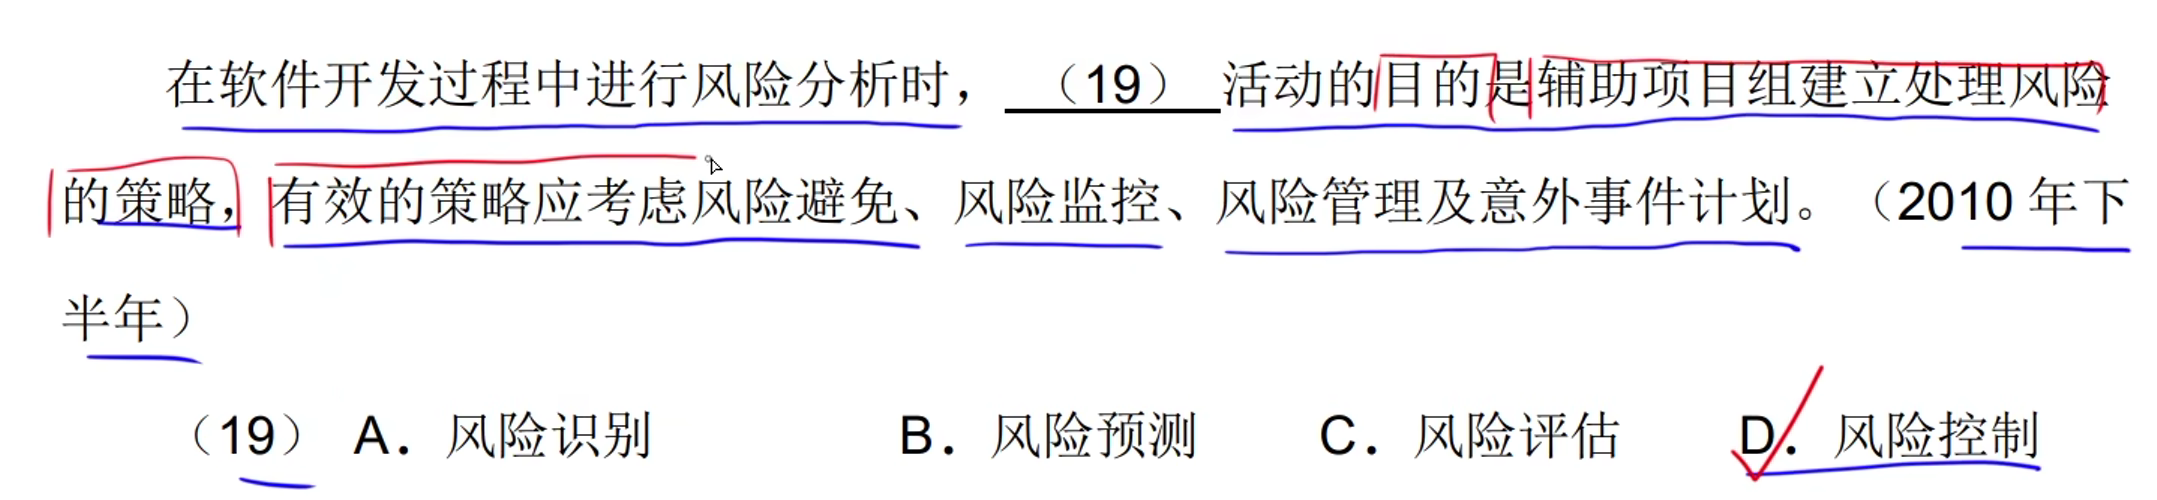 在软件开发过程中进行风险分析时，（19）活动的目的是辅助项目组建立处理风险
的策略，有效的策略应考虑风险避免、风险监控、风险管理及意外事件计划。（2010 年下
半年）
（19） A．风险识别 B．风险预测 C．风险评估 D．风险控制